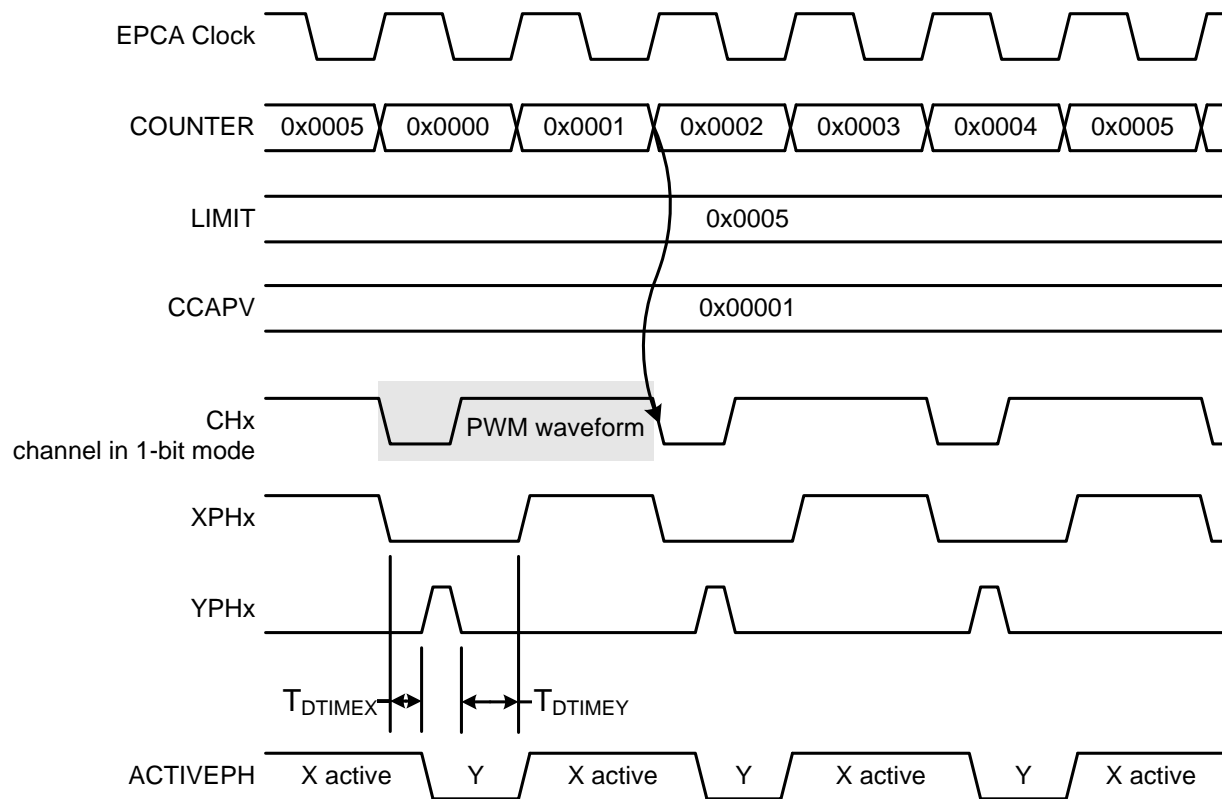 EPCA Clock
COUNTER 0x0005 0x0000 0x0001 0x0002 0x0003 0x0004 0x0005
LIMIT 0x0005
CCAPV 0x00001
CHx
channel in 1-bit mode
PWM waveform
XPHx
YPHx
TDTIMEX TDTIMEY
ACTIVEPH X active Y X active Y X active Y X active